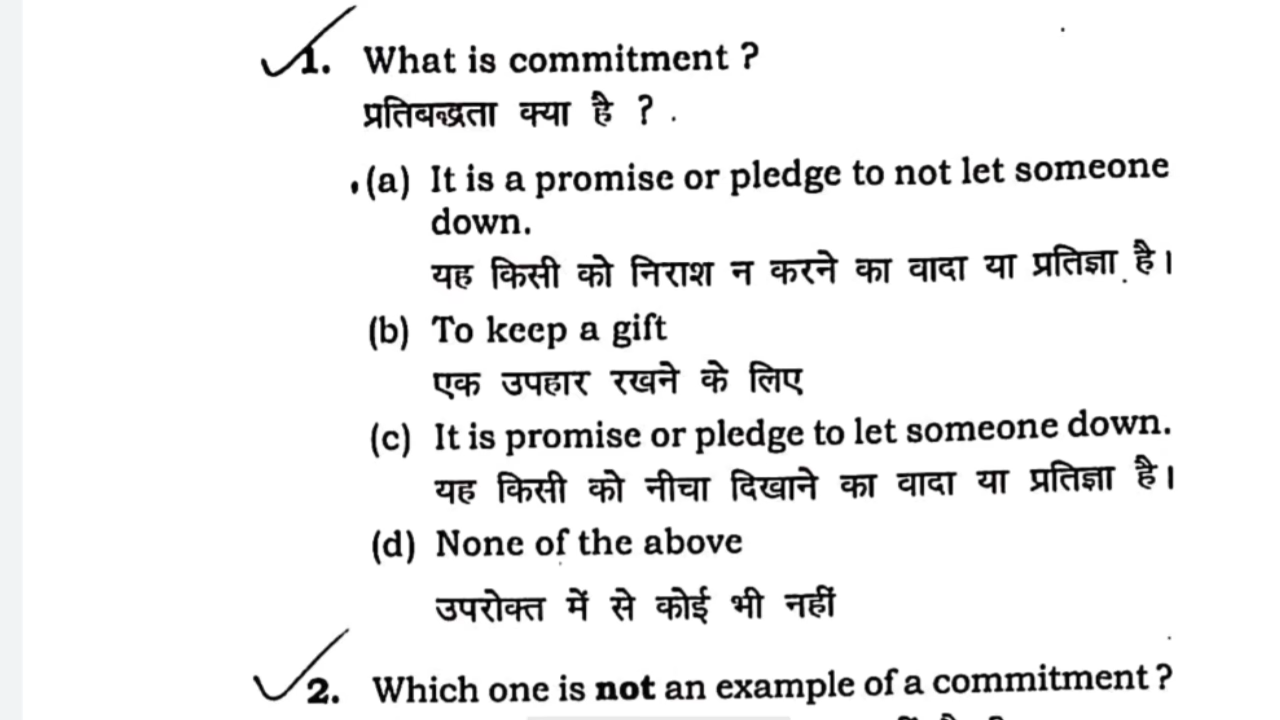 1. What is commitment ?
प्रतिबद्धता क्या है ?
(a) It is a promise or pledge to not let someone
down.
यह किसी को निराश न करने का वादा या प्रतिज्ञा है।
(b) To keep a gift
एक उपहार रखने के लिए
(c) It is promise or pledge to let someone down.
यह किसी को नीचा दिखाने का वादा या प्रतिज्ञा है।
(d) None of the above
उपरोक्त में से कोई भी नहीं
2. Which one is not an example of a commitment ?